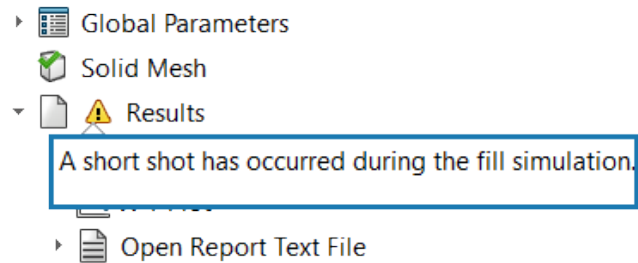 Global Parameters
Solid Mesh
Results
A short shot has occurred during the fill simulation.
Open Report Text File